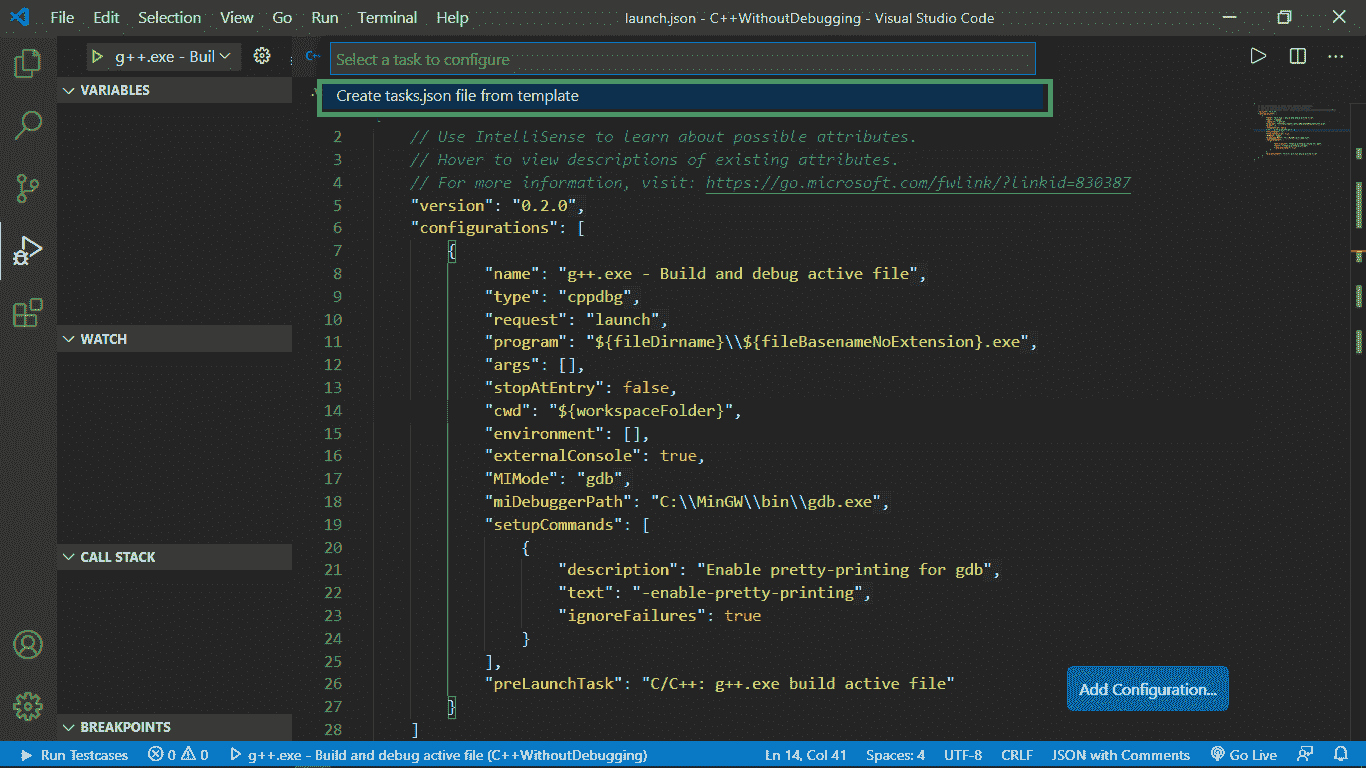 File Edit Selection View Go Run Terminal Help launch.json - C++WithoutDebugging - Visual Studio Code
g++.exe - Buil
Select a task to configure
Create tasks.json file from template
VARIABLES
2 // Use IntelliSense to learn about possible attributes.
3 // Hover to view descriptions of existing attributes.
4 // For more information, visit: https://go.microsoft.com/fwlink/?linkid=830387
5 "version": "0.2.0",
6 "configurations": [
7 {
8 "name": "g++.exe - Build and debug active file",
9 "type": "cppdbg",
10 "request": "launch",
11 "program": "${fileDirname}\\${fileBasenameNoExtension}.exe",
12 "args": [],
13 "stopAtEntry": false,
14 "cwd": "${workspaceFolder}",
15 "environment": [],
16 "externalConsole": true,
17 "MIMode": "gdb",
18 "miDebuggerPath": "C:\\MinGW\\bin\\gdb.exe",
19 "setupCommands": [
20 {
21 "description": "Enable pretty-printing for gdb",
22 "text": "-enable-pretty-printing",
23 "ignoreFailures": true
24 }
25 ],
26 "preLaunchTask": "C/C++: g++.exe build active file"
27 }
28 ]
WATCH
CALL STACK
BREAKPOINTS
Add Configuration...
Run Testcases 0 0 g++.exe - Build and debug active file (C++WithoutDebugging) Ln 14, Col 41 Spaces: 4 UTF-8 CRLF JSON with Comments Go Live